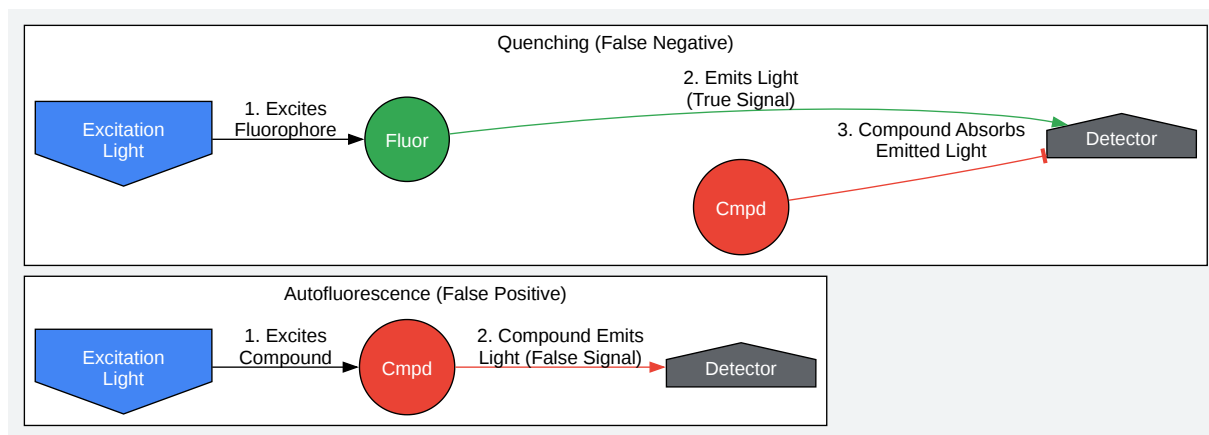 Quenching (False Negative)
Excitation
Light
1. Excites
Fluorophore
Fluor
2. Emits Light
(True Signal)
3. Compound Absorbs
Emitted Light
Cmpd
Detector
Autofluorescence (False Positive)
Excitation
Light
1. Excites
Compound
Cmpd
2. Compound Emits
Light (False Signal)
Detector